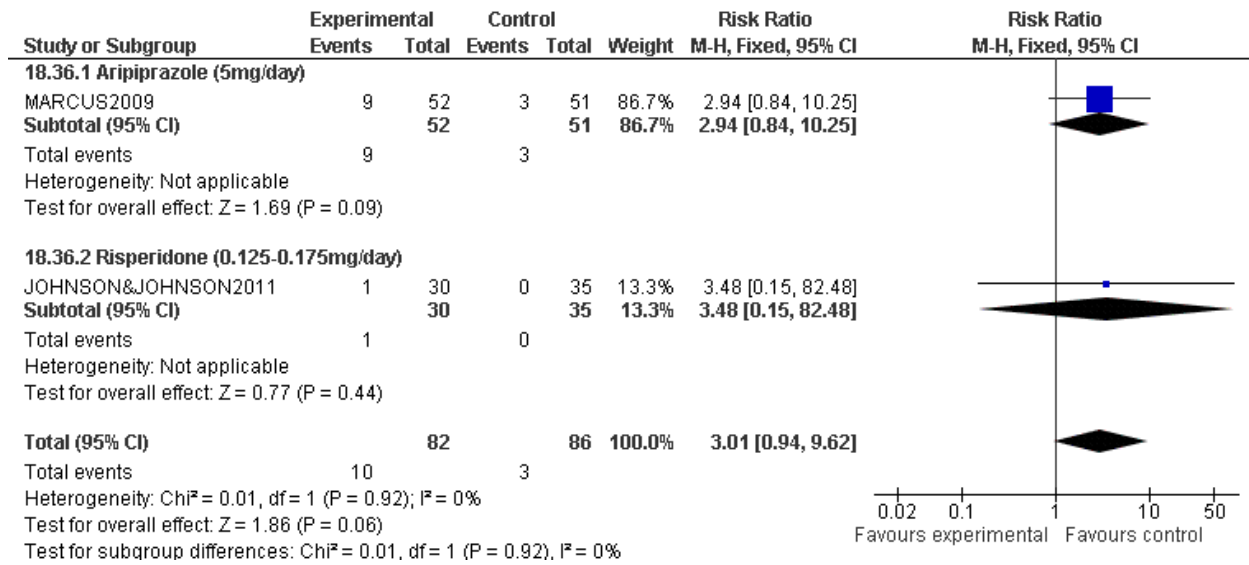 Experimental Control Risk Ratio Risk Ratio
Study or Subgroup Events Total Events Total Weight M-H, Fixed, 95% CI M-H, Fixed, 95% CI
18.36.1 Aripiprazole (5mg/day)
MARCUS2009 9 52 3 51 86.7% 2.94 [0.84, 10.25]
Subtotal (95% CI) 52 51 86.7% 2.94 [0.84, 10.25]
Total events 9 3
Heterogeneity: Not applicable
Test for overall effect: Z = 1.69 (P = 0.09)
18.36.2 Risperidone (0.125-0.175mg/day)
JOHNSON&JOHNSON2011 1 30 0 35 13.3% 3.48 [0.15, 82.48]
Subtotal (95% CI) 30 35 13.3% 3.48 [0.15, 82.48]
Total events 1 0
Heterogeneity: Not applicable
Test for overall effect: Z = 0.77 (P = 0.44)
Total (95% CI) 82 86 100.0% 3.01 [0.94, 9.62]
Total events 10 3
Heterogeneity: Chi² = 0.01, df = 1 (P = 0.92); I² = 0%
Test for overall effect: Z = 1.86 (P = 0.06)
Test for subgroup differences: Chi² = 0.01, df = 1 (P = 0.92), I² = 0%
0.02 0.1 1 10 50
Favours experimental Favours control